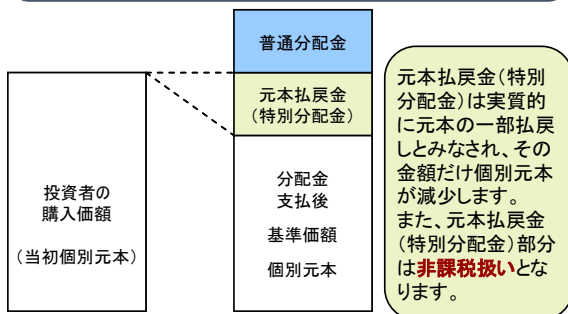 普通分配金
元本払戻金
(特別分配金)
投資者の
購入価額
(当初個別元本)
分配金
支払後
基準価額
個別元本
元本払戻金(特別
分配金)は実質的
に元本の一部払戻
しとみなされ、その
金額だけ個別元本
が減少します。
また、元本払戻金
(特別分配金)部分
は非課税扱いとな
ります。